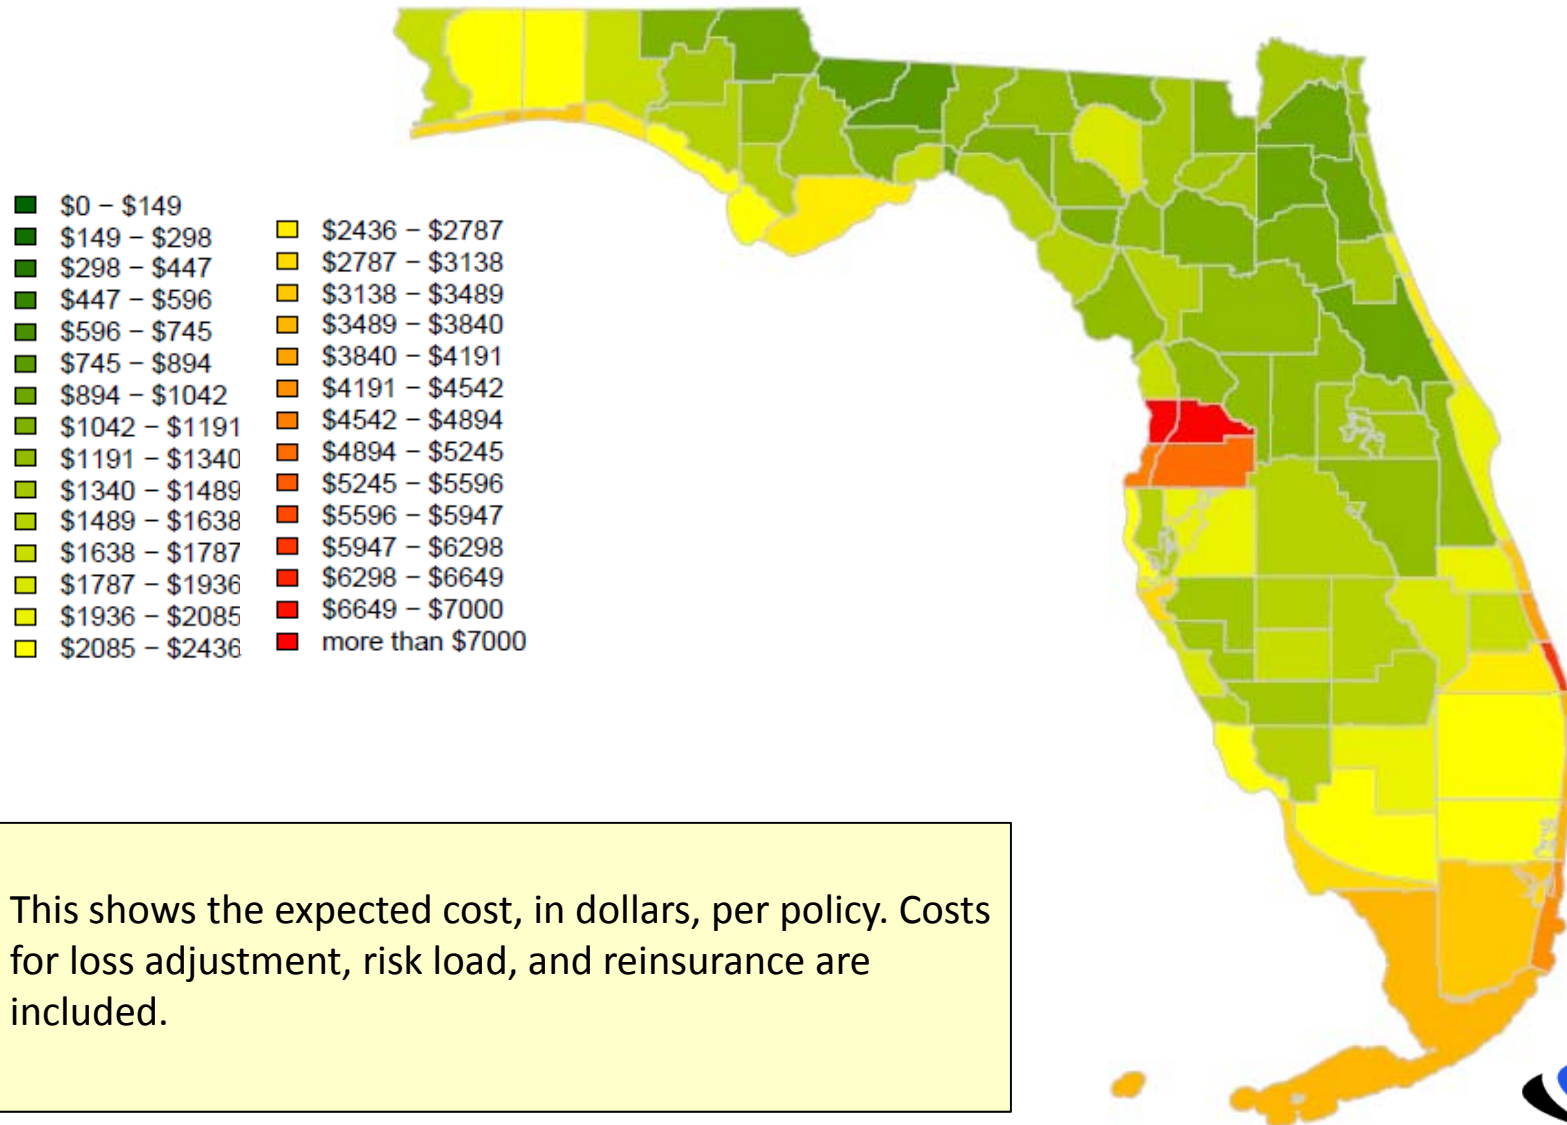 $0 − $149
$149 − $298
$298 − $447
$447 − $596
$596 − $745
$745 − $894
$894 − $1042
$1042 − $1191
$1191 − $1340
$1340 − $1489
$1489 − $1638
$1638 − $1787
$1787 − $1936
$1936 − $2085
$2085 − $2436
$2436 − $2787
$2787 − $3138
$3138 − $3489
$3489 − $3840
$3840 − $4191
$4191 − $4542
$4542 − $4894
$4894 − $5245
$5245 − $5596
$5596 − $5947
$5947 − $6298
$6298 − $6649
$6649 − $7000
more than $7000
This shows the expected cost, in dollars, per policy. Costs
for loss adjustment, risk load, and reinsurance are
included.